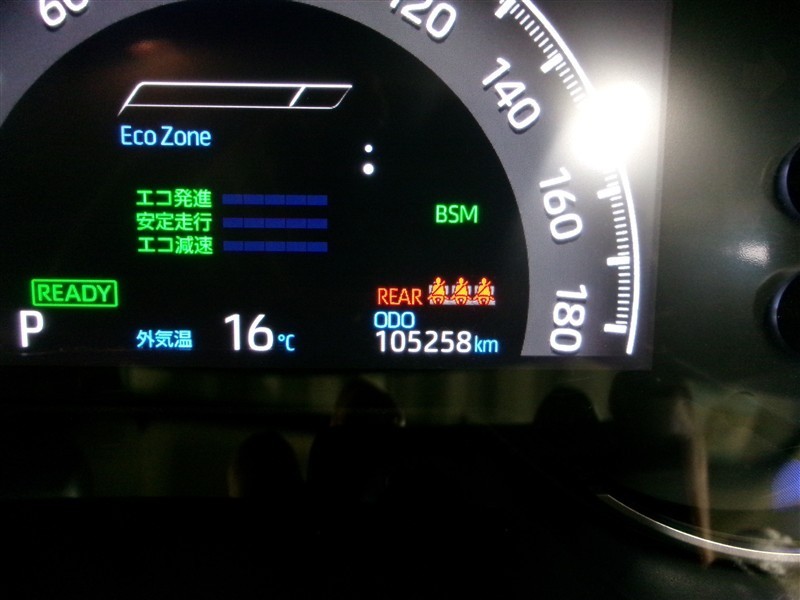 60
120
140
160
180
Eco Zone
:
エコ発進
安定走行
エコ減速
BSM
READY
REAR
P
外気温 16℃
ODO
105258km